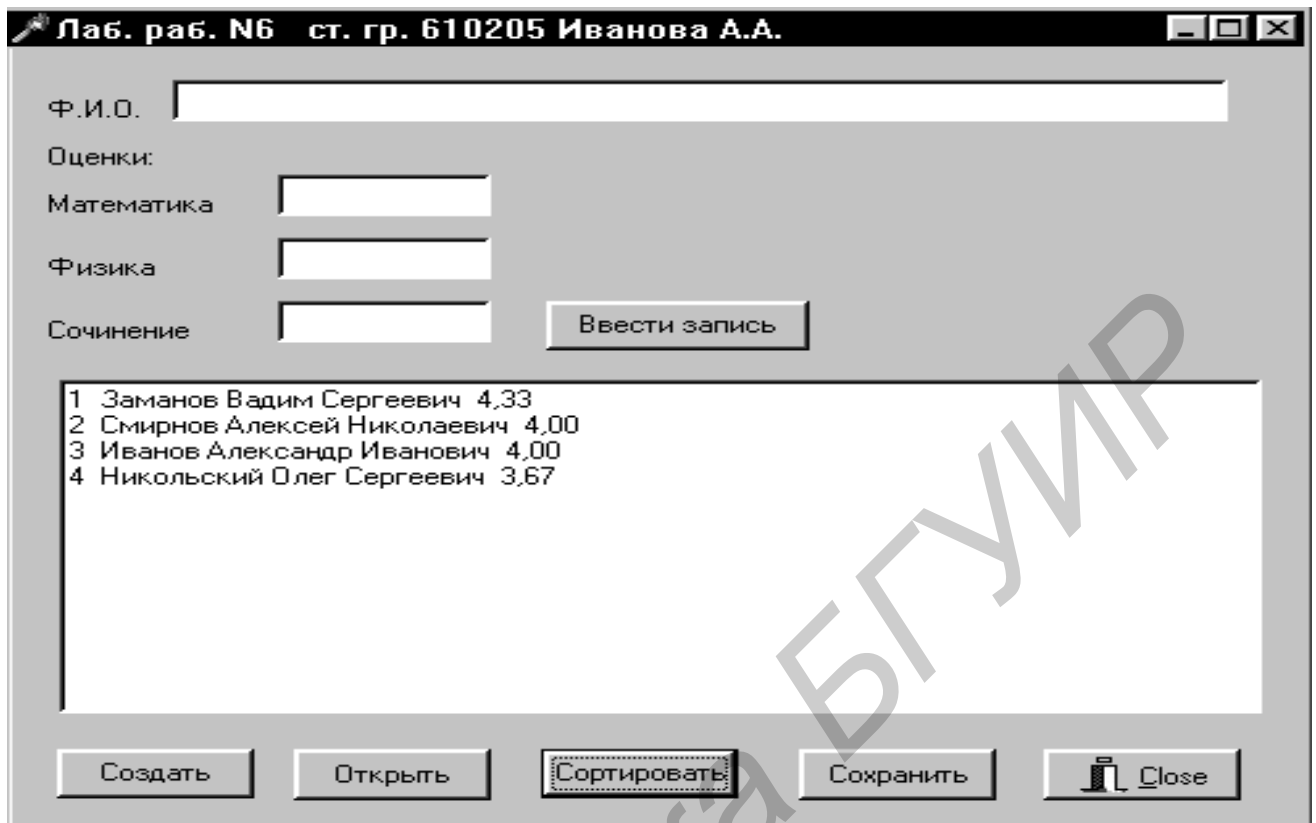 Лаб. раб. N6 ст. гр. 610205 Иванова А.А.
Ф.И.О.
Оценки:
Математика
Физика
Сочинение
Ввести запись
1 Заманов Вадим Сергеевич 4,33
2 Смирнов Алексей Николаевич 4,00
3 Иванов Александр Иванович 4,00
4 Никольский Олег Сергеевич 3,67
Создать Открыть Сортировать Сохранить Close
БГУИР